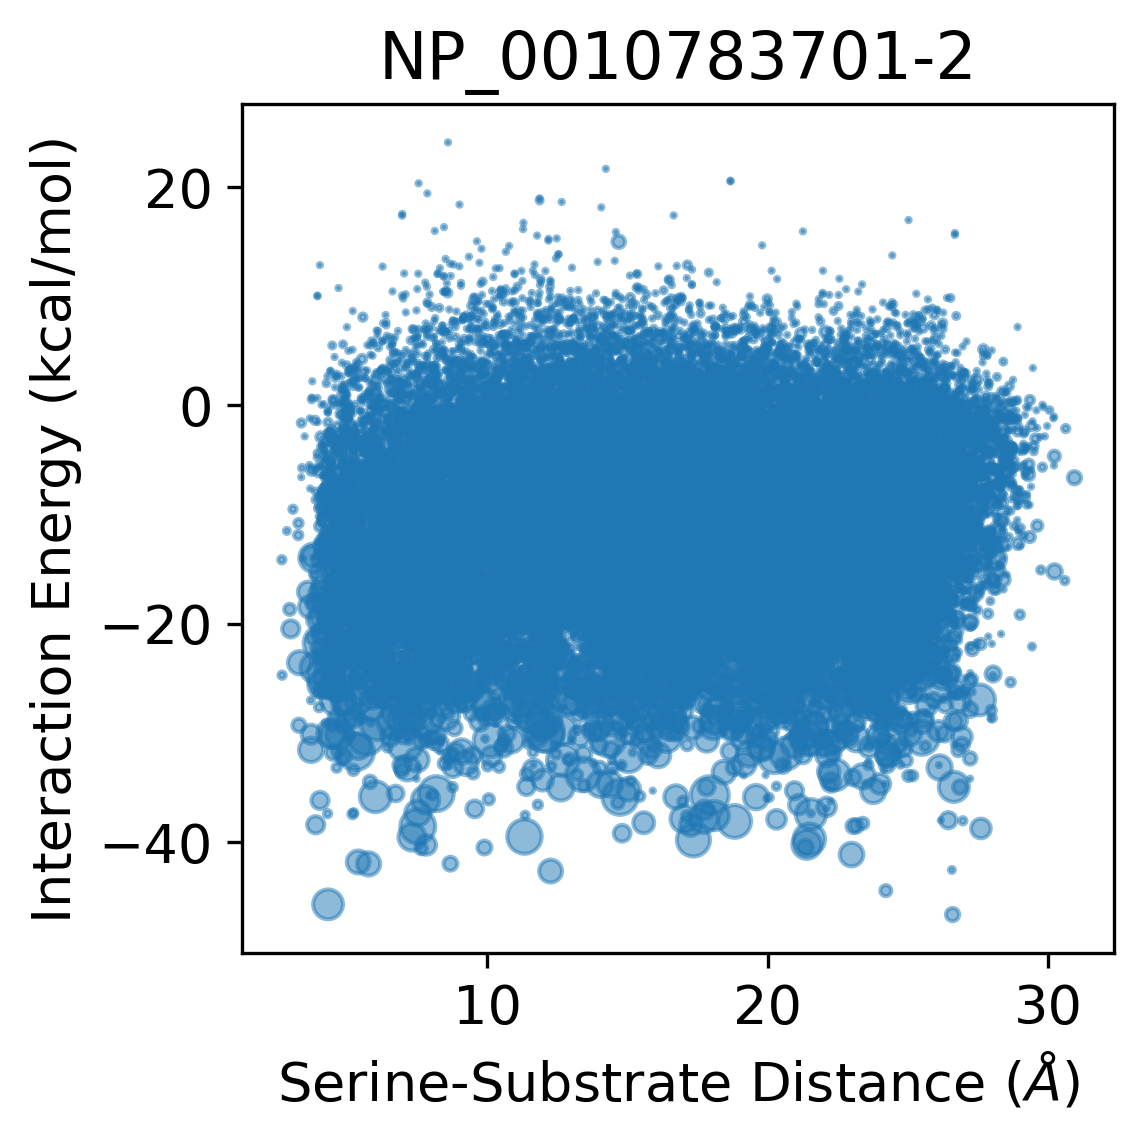 NP_0010783701-2
Interaction Energy (kcal/mol)
20
0
−20
−40
10 20 30
Serine-Substrate Distance (Å)